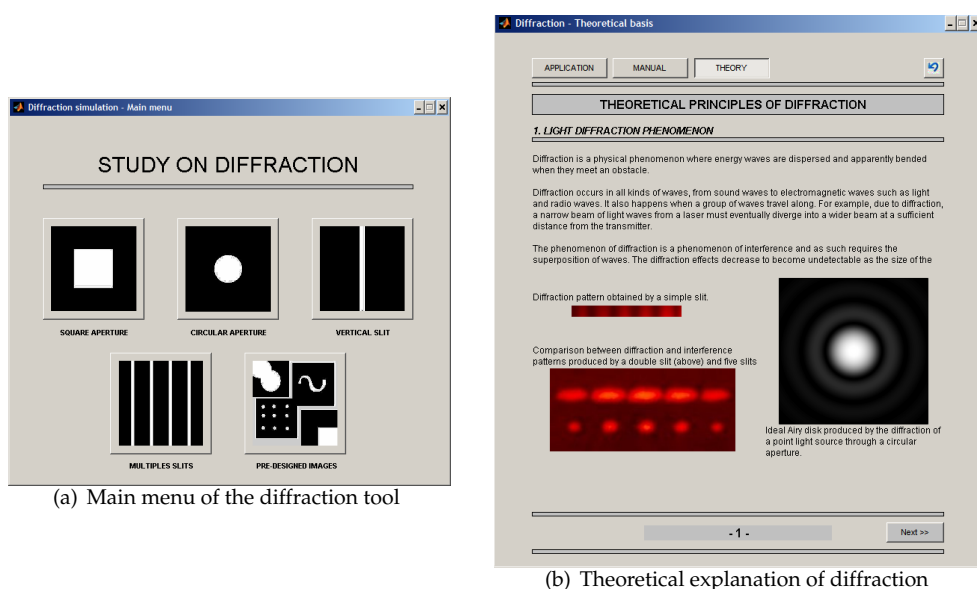 Diffraction simulation - Main menu
STUDY ON DIFFRACTION
SQUARE APERTURE
CIRCULAR APERTURE
VERTICAL SLIT
MULTIPLES SLITS
PRE-DESIGNED IMAGES
(a) Main menu of the diffraction tool
Diffraction - Theoretical basis
APPLICATION
MANUAL
THEORY
THEORETICAL PRINCIPLES OF DIFFRACTION
1. LIGHT DIFFRACTION PHENOMENON
Diffraction is a physical phenomenon where energy waves are dispersed and apparently bended
when they meet an obstacle.
Diffraction occurs in all kinds of waves, from sound waves to electromagnetic waves such as light
and radio waves. It also happens when a group of waves travel along. For example, due to diffraction,
a narrow beam of light waves from a laser must eventually diverge into a wider beam at a sufficient
distance from the transmitter.
The phenomenon of diffraction is a phenomenon of interference and as such requires the
superposition of waves. The diffraction effects decrease to become undetectable as the size of the
Diffraction pattern obtained by a simple slit.
Comparison between diffraction and interference
patterns produced by a double slit (above) and five slits
Ideal Airy disk produced by the diffraction of
a point light source through a circular
aperture.
- 1 -
Next >>
(b) Theoretical explanation of diffraction